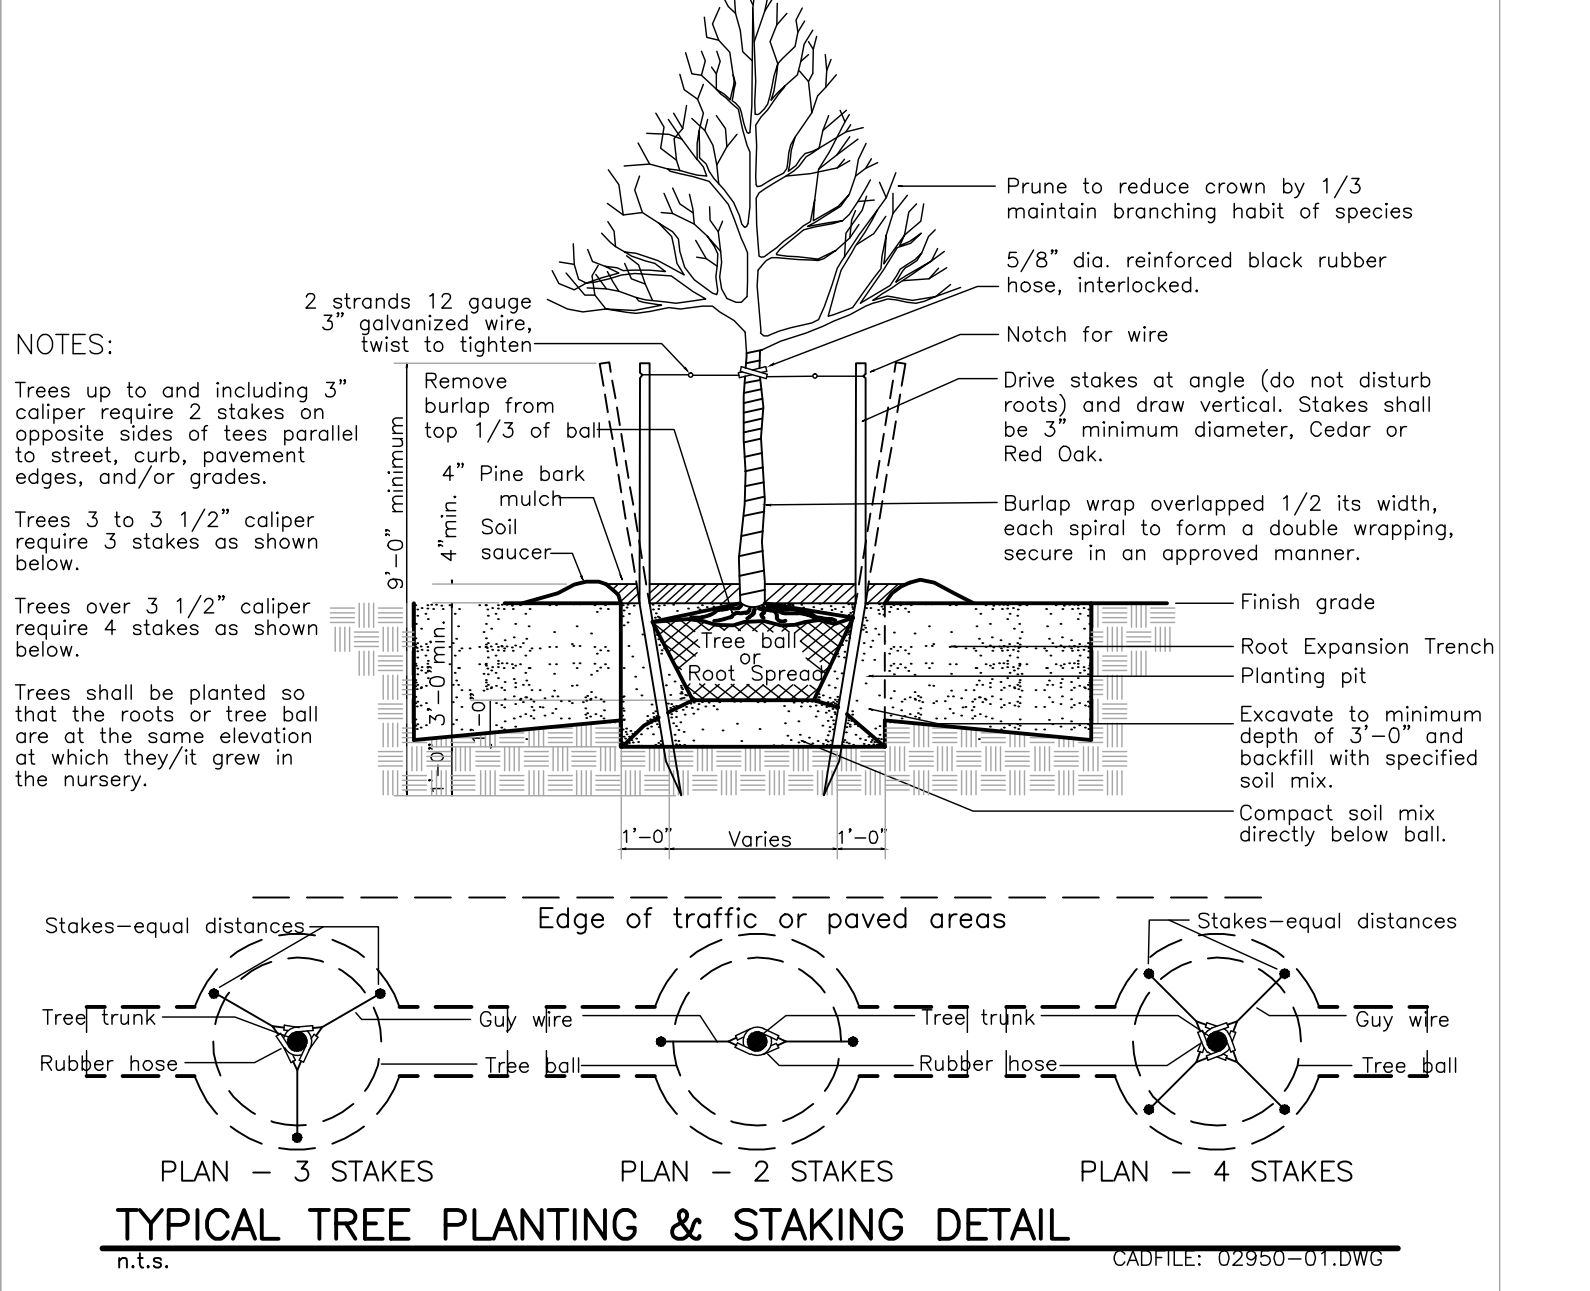 Prune to reduce crown by 1/3
maintain branching habit of species
5/8" dia. reinforced black rubber
hose, interlocked.
2 strands 12 gauge
3" galvanized wire,
twist to tighten
Notch for wire
NOTES:
Trees up to and including 3"
caliper require 2 stakes on
opposite sides of tees parallel
to street, curb, pavement
edges, and/or grades.
Trees 3 to 3 1/2" caliper
require 3 stakes as shown
below.
Trees over 3 1/2" caliper
require 4 stakes as shown
below.
Trees shall be planted so
that the roots or tree ball
are at the same elevation
at which they/it grew in
the nursery.
Remove
burlap from
top 1/3 of ball
4" Pine bark
mulch
Soil
saucer
9'-0" minimum
4"min.
3'-0"min.
1'-0"
1'-0"
Drive stakes at angle (do not disturb
roots) and draw vertical. Stakes shall
be 3" minimum diameter, Cedar or
Red Oak.
Burlap wrap overlapped 1/2 its width,
each spiral to form a double wrapping,
secure in an approved manner.
Tree ball
or
Root Spread
Finish grade
Root Expansion Trench
Planting pit
Excavate to minimum
depth of 3'-0" and
backfill with specified
soil mix.
Compact soil mix
directly below ball.
1'-0"
Varies
1'-0"
Edge of traffic or paved areas
Stakes-equal distances
Stakes-equal distances
Tree trunk
Guy wire
Tree trunk
Guy wire
Rubber hose
Tree ball
Rubber hose
Tree ball
PLAN - 3 STAKES
PLAN - 2 STAKES
PLAN - 4 STAKES
TYPICAL TREE PLANTING & STAKING DETAIL
n.t.s.
CADFILE: 02950-01.DWG